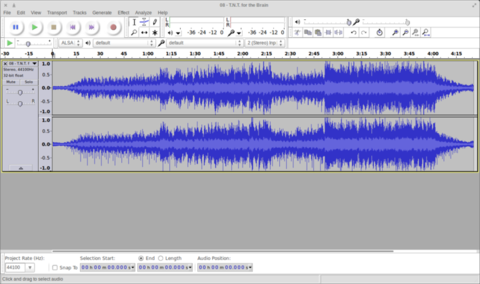 08 - T.N.T. for the Brain
File Edit View Transport Tracks Generate Effect Analyze Help
-36 -24 -12 0
-36 -24 -12 0
ALSA: default default 2 (Stereo) Inp:
-30 -15 0 15 30 45 1:00 1:15 1:30 1:45 2:00 2:15 2:30 2:45 3:00 3:15 3:30 3:45 4:00 4:15
08 - T.N.T. f
Stereo, 44100Hz
32-bit float
Mute Solo
- +
L R
1.0
0.5
0.0
-0.5
-1.0
1.0
0.5
0.0
-0.5
-1.0
Project Rate (Hz): Selection Start: End Length Audio Position:
44100 Snap To 00 h 00 m 00.000 s 00 h 00 m 00.000 s 00 h 00 m 00.000 s
Click and drag to select audio